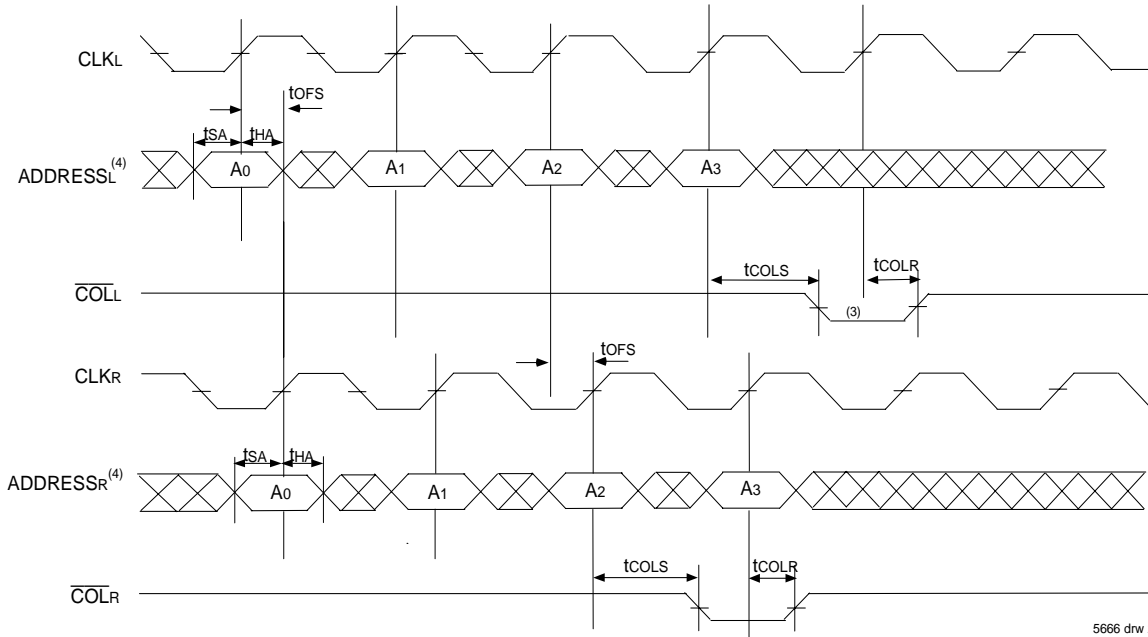 CLKL
tOFS
tSA tHA
ADDRESSL(4) A0 A1 A2 A3
tCOLS tCOLR
COLL (3)
tOFS
CLKR
tSA tHA
ADDRESSR(4) A0 A1 A2 A3
tCOLS tCOLR
COLR
5666 drw